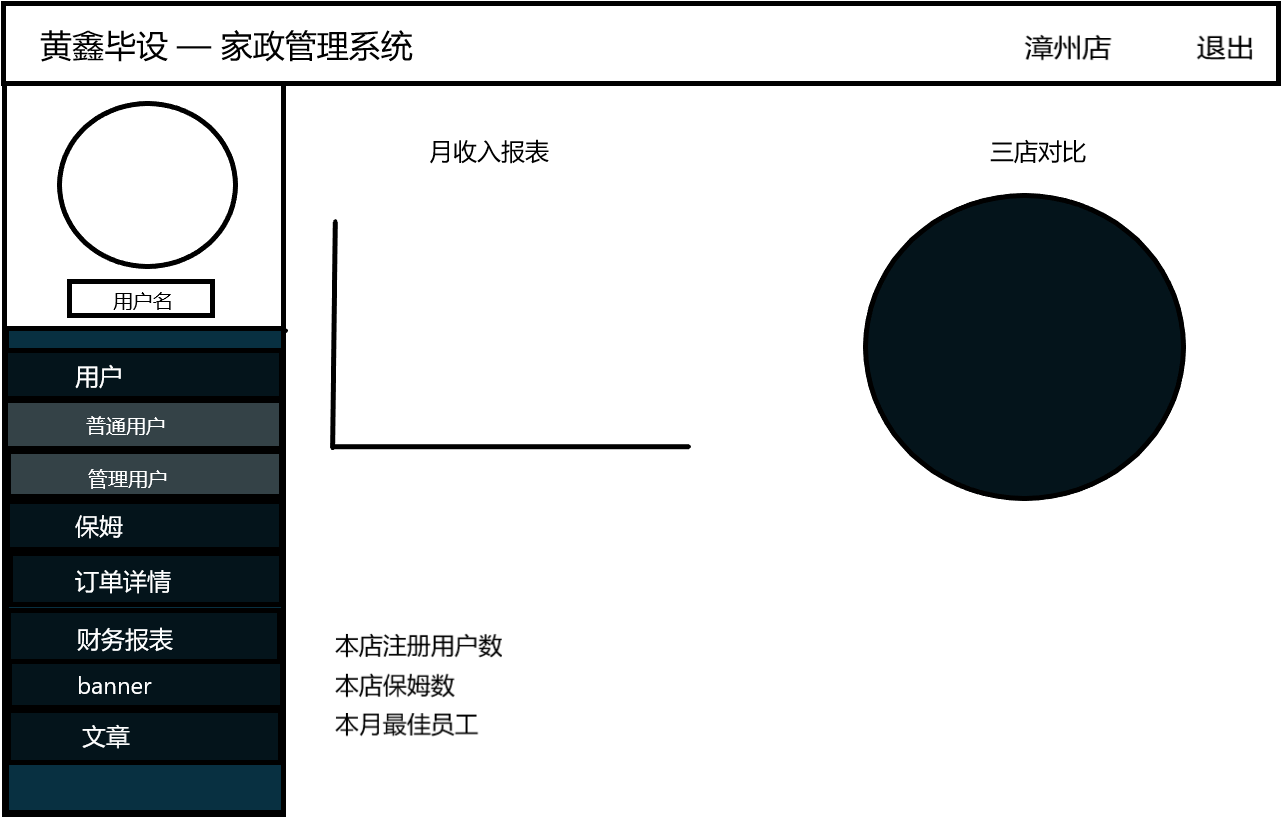 黄鑫毕设 — 家政管理系统
漳州店
退出
用户名
用户
普通用户
管理用户
保姆
订单详情
财务报表
banner
文章
月收入报表
三店对比
本店注册用户数
本店保姆数
本月最佳员工